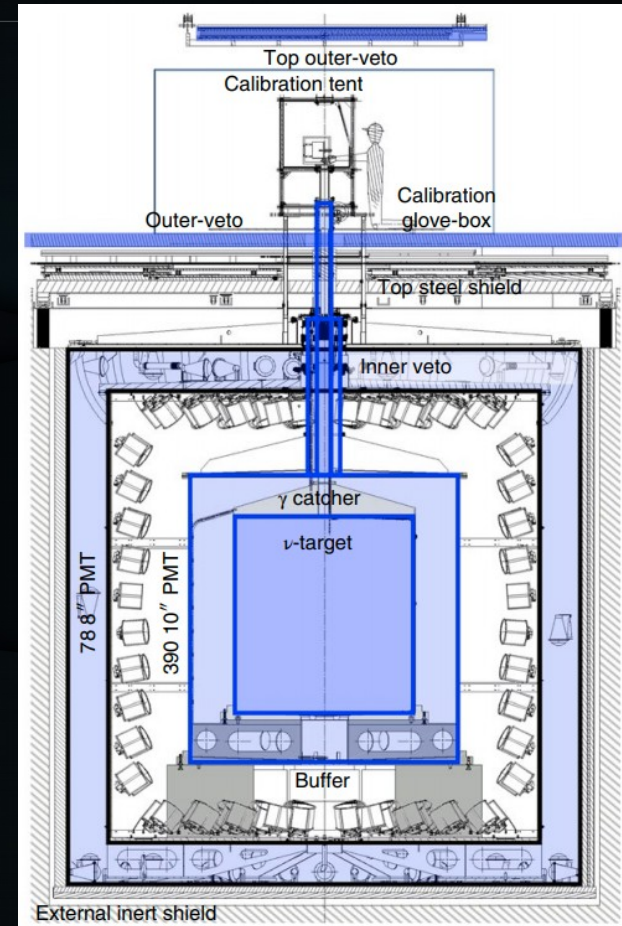 Top outer-veto
Calibration tent
Calibration
glove-box
Outer-veto
Top steel shield
Inner veto
γ catcher
ν-target
78 8″ PMT
390 10″ PMT
Buffer
External inert shield